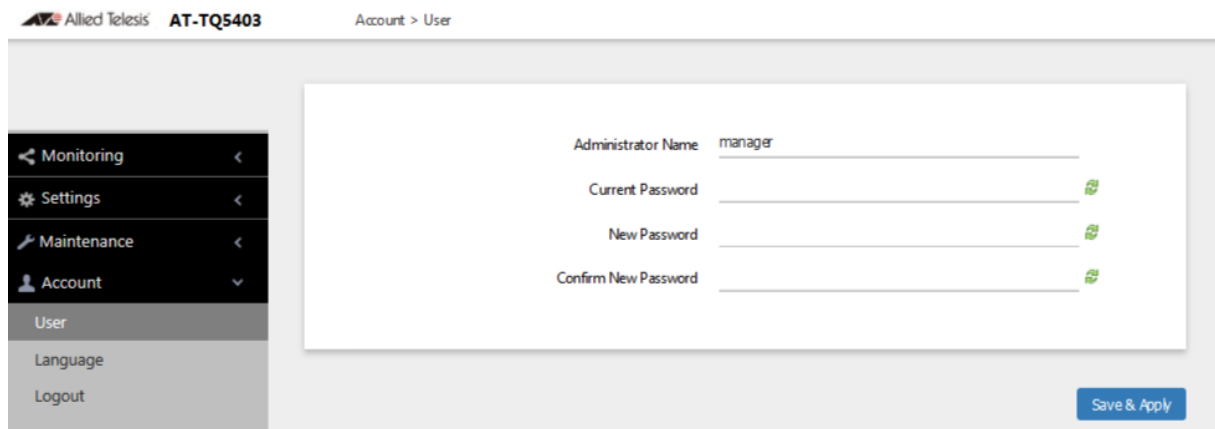 Allied Telesis AT-TQ5403 Account > User
Monitoring
Settings
Maintenance
Account
User
Language
Logout
Administrator Name manager
Current Password
New Password
Confirm New Password
Save & Apply